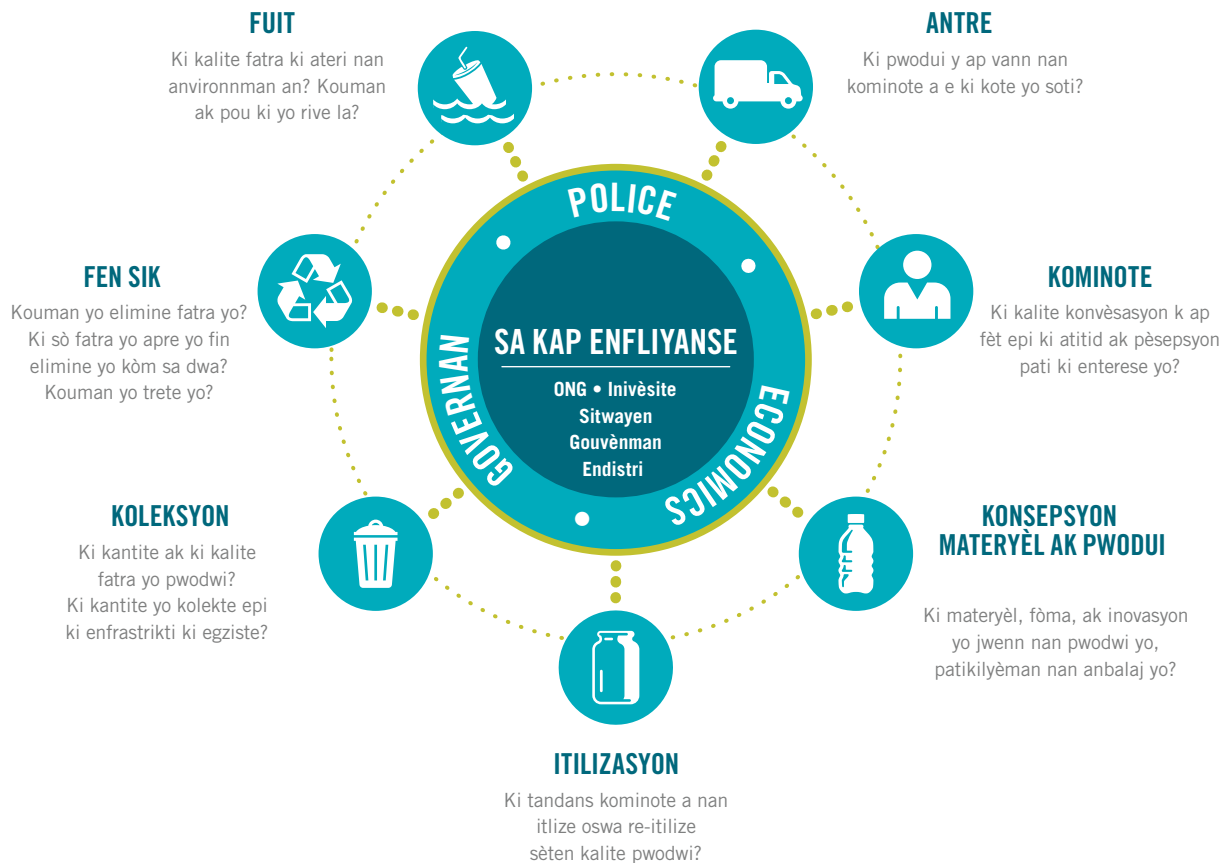 FUIT
Ki kalite fatra ki ateri nan
anvironnman an? Kouman
ak pou ki yo rive la?
ANTRE
Ki pwodui y ap vann nan
kominote a e ki kote yo soti?
KOMINOTE
Ki kalite konvèsasyon k ap
fèt epi ki atitid ak pèsepsyon
pati ki enterese yo?
KONSEPSYON
MATERYÈL AK PWODUI
Ki materyèl, fòma, ak inovasyon
yo jwenn nan pwodwi yo,
patikilyèman nan anbalaj yo?
ITILIZASYON
Ki tandans kominote a nan
itlize oswa re-itilize
sèten kalite pwodwi?
KOLEKSYON
Ki kantite ak ki kalite
fatra yo pwodwi?
Ki kantite yo kolekte epi
ki enfrastrikti ki egziste?
FEN SIK
Kouman yo elimine fatra yo?
Ki sò fatra yo apre yo fin
elimine yo kòm sa dwa?
Kouman yo trete yo?
POLICE
ECONOMICS
GOVERNAN
SA KAP ENFLIYANSE
ONG • Inivèsite
Sitwayen
Gouvènman
Endistri